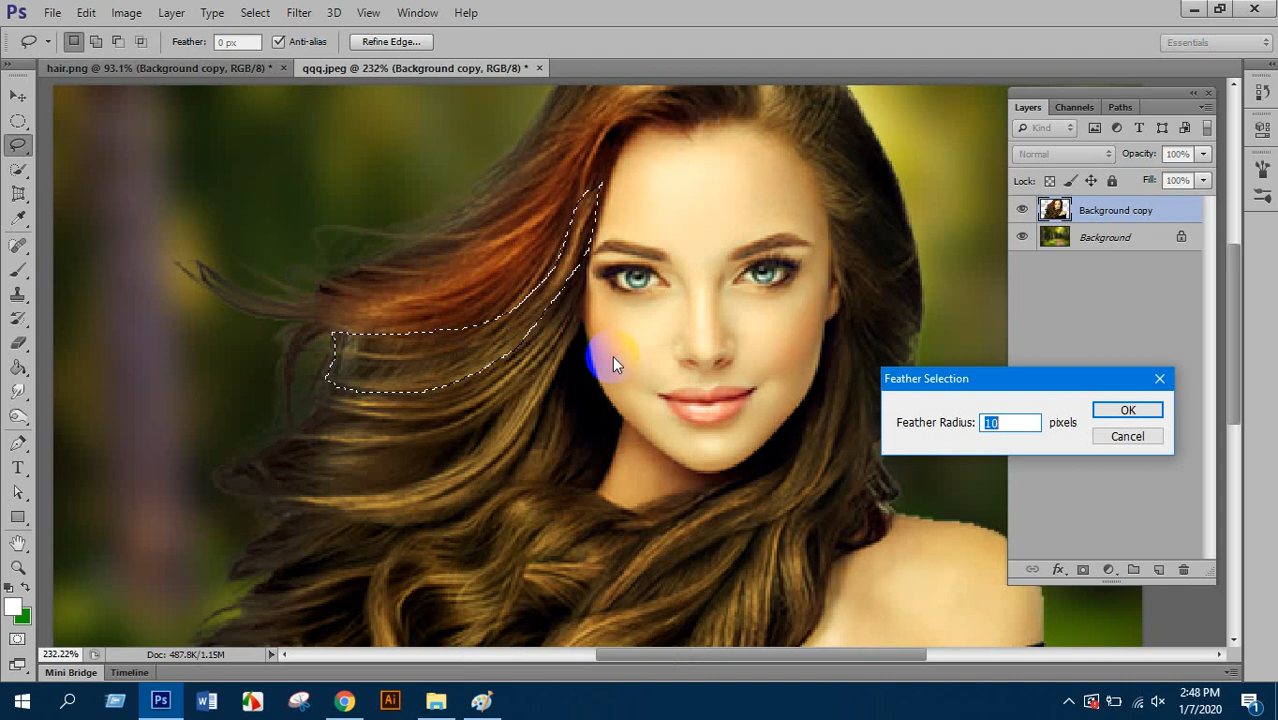 Ps File Edit Image Layer Type Select Filter 3D View Window Help
Feather: 0 px Anti-alias Refine Edge... Essentials
hair.png @ 93.1% (Background copy, RGB/8) * × qqq.jpeg @ 232% (Background copy, RGB/8) * ×
Layers Channels Paths
Kind
Normal Opacity: 100%
Lock: Fill: 100%
Background copy
Background
Feather Selection
Feather Radius: 10 pixels
OK
Cancel
232.22% Doc: 487.8K/1.15M
Mini Bridge Timeline
2:48 PM
1/7/2020